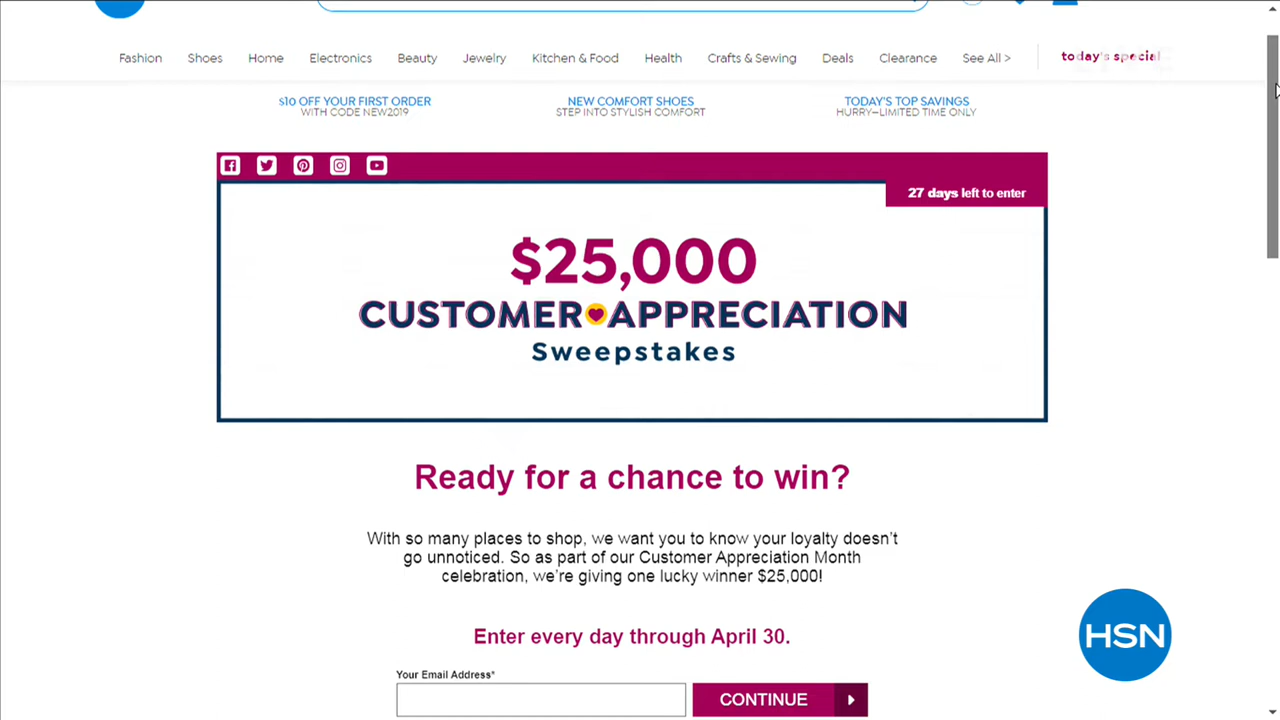 Fashion Shoes Home Electronics Beauty Jewelry Kitchen & Food Health Crafts & Sewing Deals Clearance See All > today's special
$10 OFF YOUR FIRST ORDER
WITH CODE NEW2019
NEW COMFORT SHOES
STEP INTO STYLISH COMFORT
TODAY'S TOP SAVINGS
HURRY—LIMITED TIME ONLY
27 days left to enter
$25,000
CUSTOMER APPRECIATION
Sweepstakes
Ready for a chance to win?
With so many places to shop, we want you to know your loyalty doesn't
go unnoticed. So as part of our Customer Appreciation Month
celebration, we're giving one lucky winner $25,000!
Enter every day through April 30.
Your Email Address*
CONTINUE
HSN